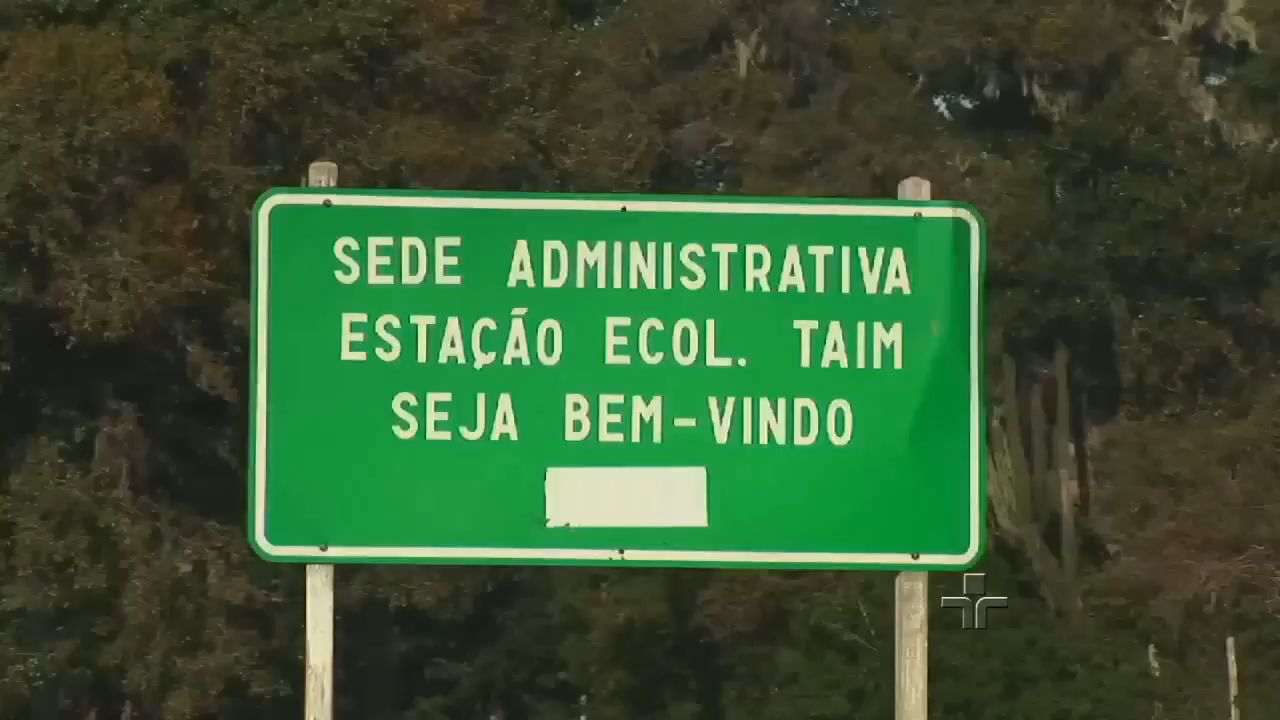 SEDE ADMINISTRATIVA
ESTAÇÃO ECOL. TAIM
SEJA BEM-VINDO